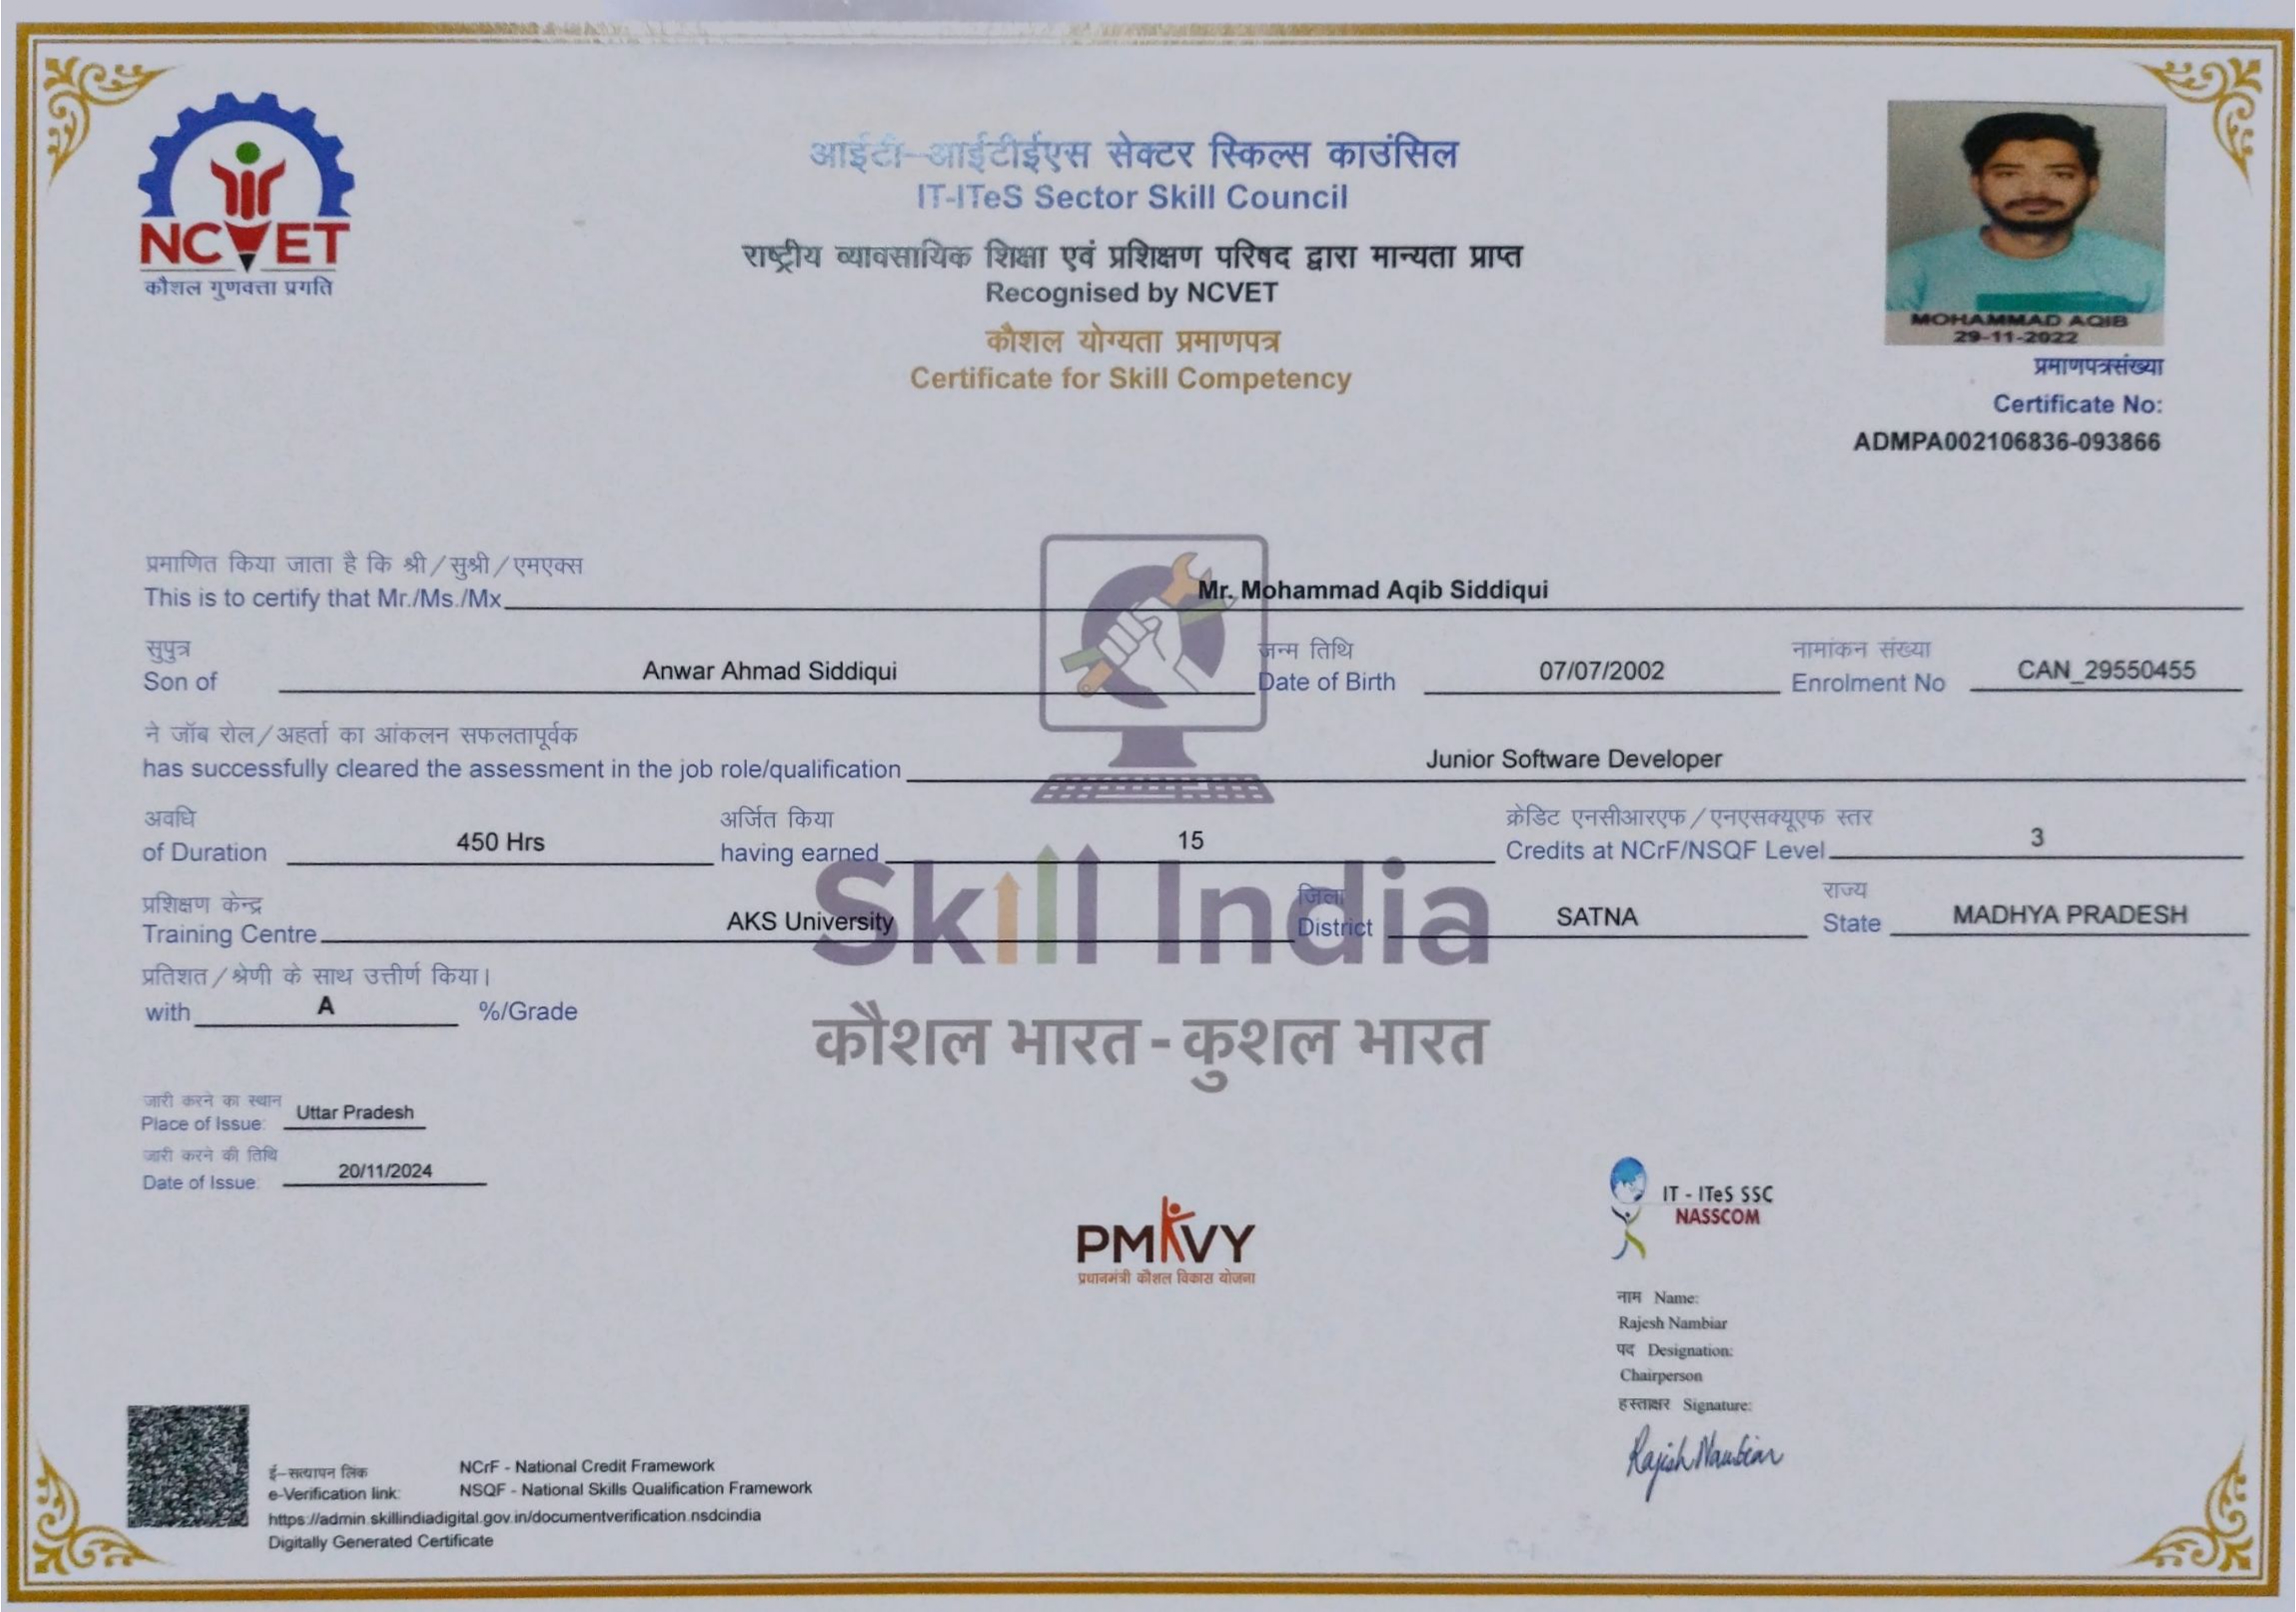 NCVET
कौशल गुणवत्ता प्रगति
आईटी–आईटीईएस सेक्टर स्किल्स काउंसिल
IT-ITeS Sector Skill Council
राष्ट्रीय व्यावसायिक शिक्षा एवं प्रशिक्षण परिषद द्वारा मान्यता प्राप्त
Recognised by NCVET
कौशल योग्यता प्रमाणपत्र
Certificate for Skill Competency
MOHAMMAD AQIB
29-11-2022
प्रमाणपत्रसंख्या
Certificate No:
ADMPA002106836-093866
प्रमाणित किया जाता है कि श्री/सुश्री/एमएक्स
This is to certify that Mr./Ms./Mx. Mr. Mohammad Aqib Siddiqui
सुपुत्र जन्म तिथि नामांकन संख्या
Son of Anwar Ahmad Siddiqui Date of Birth 07/07/2002 Enrolment No CAN_29550455
ने जॉब रोल/अहर्ता का आंकलन सफलतापूर्वक
has successfully cleared the assessment in the job role/qualification Junior Software Developer
अवधि अर्जित किया क्रेडिट एनसीआरएफ/एनएसक्यूएफ स्तर
of Duration 450 Hrs having earned 15 Credits at NCrF/NSQF Level 3
Skill India
प्रशिक्षण केन्द्र जिला राज्य
Training Centre AKS University District SATNA State MADHYA PRADESH
प्रतिशत/श्रेणी के साथ उत्तीर्ण किया।
with A %/Grade
कौशल भारत-कुशल भारत
जारी करने का स्थान
Place of Issue: Uttar Pradesh
जारी करने की तिथि
Date of Issue: 20/11/2024
PMKVY
प्रधानमंत्री कौशल विकास योजना
IT - ITeS SSC
NASSCOM
नाम Name:
Rajesh Nambiar
पद Designation:
Chairperson
हस्ताक्षर Signature:
Rajesh Nambiar
ई–सत्यापन लिंक NCrF - National Credit Framework
e-Verification link: NSQF - National Skills Qualification Framework
https://admin.skillindiadigital.gov.in/documentverification.nsdcindia
Digitally Generated Certificate